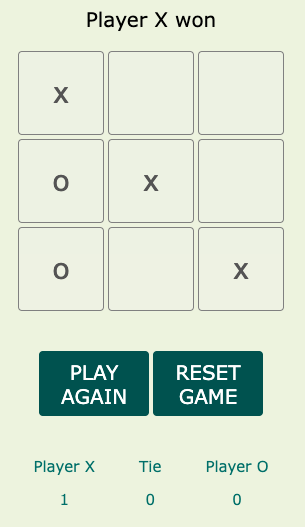 Player X won
X
O X
O X
PLAY AGAIN
RESET GAME
Player X Tie Player O
1 0 0